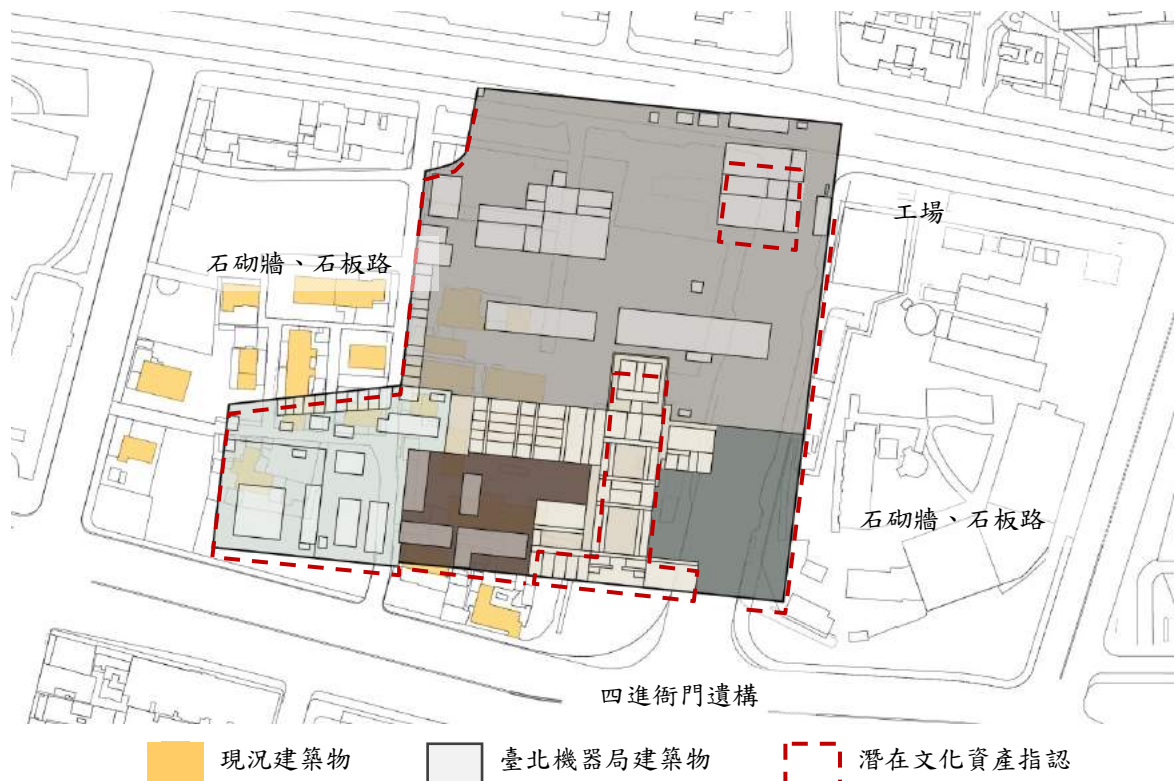 工場
石砌牆、石板路
石砌牆、石板路
四進衙門遺構
現況建築物
臺北機器局建築物
潛在文化資產指認